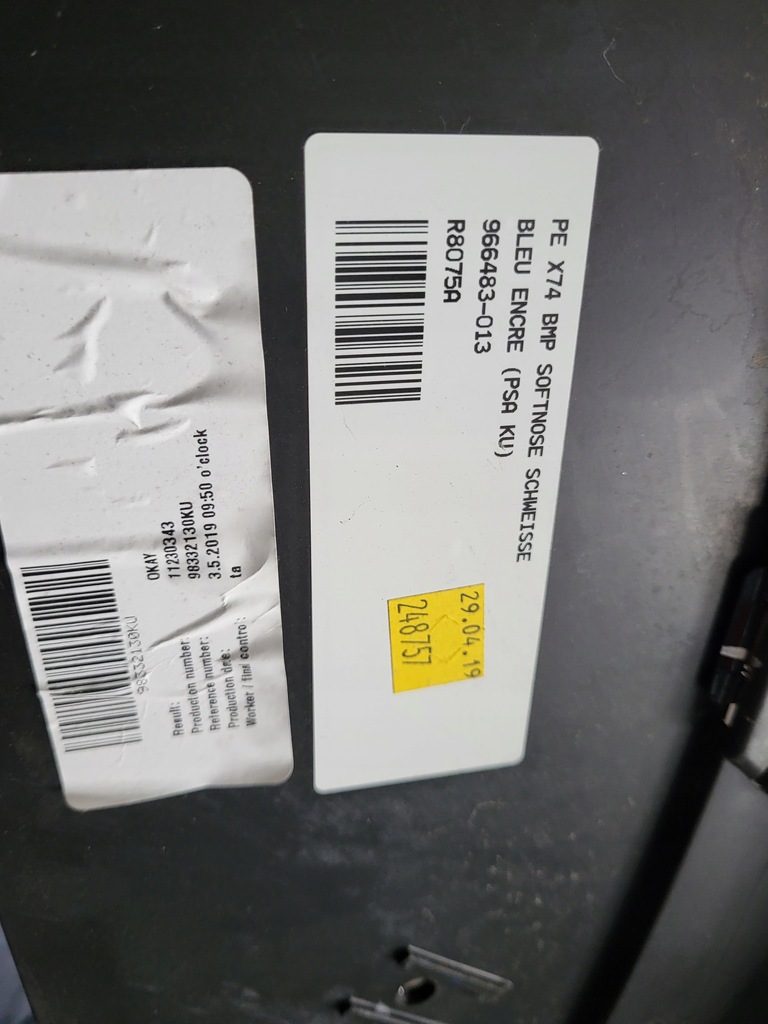 PE X74 BMP SOFTNOSE SCHWEISSE
BLEU ENCRE (PSA KU)
966483-013
R8075A
29.04.19
248757
Result: OKAY
Production number: 11230343
Reference number: 98332130KU
Production date: 3.5.2019 09:50 o'clock
Worker / final control: ta
98332130KU